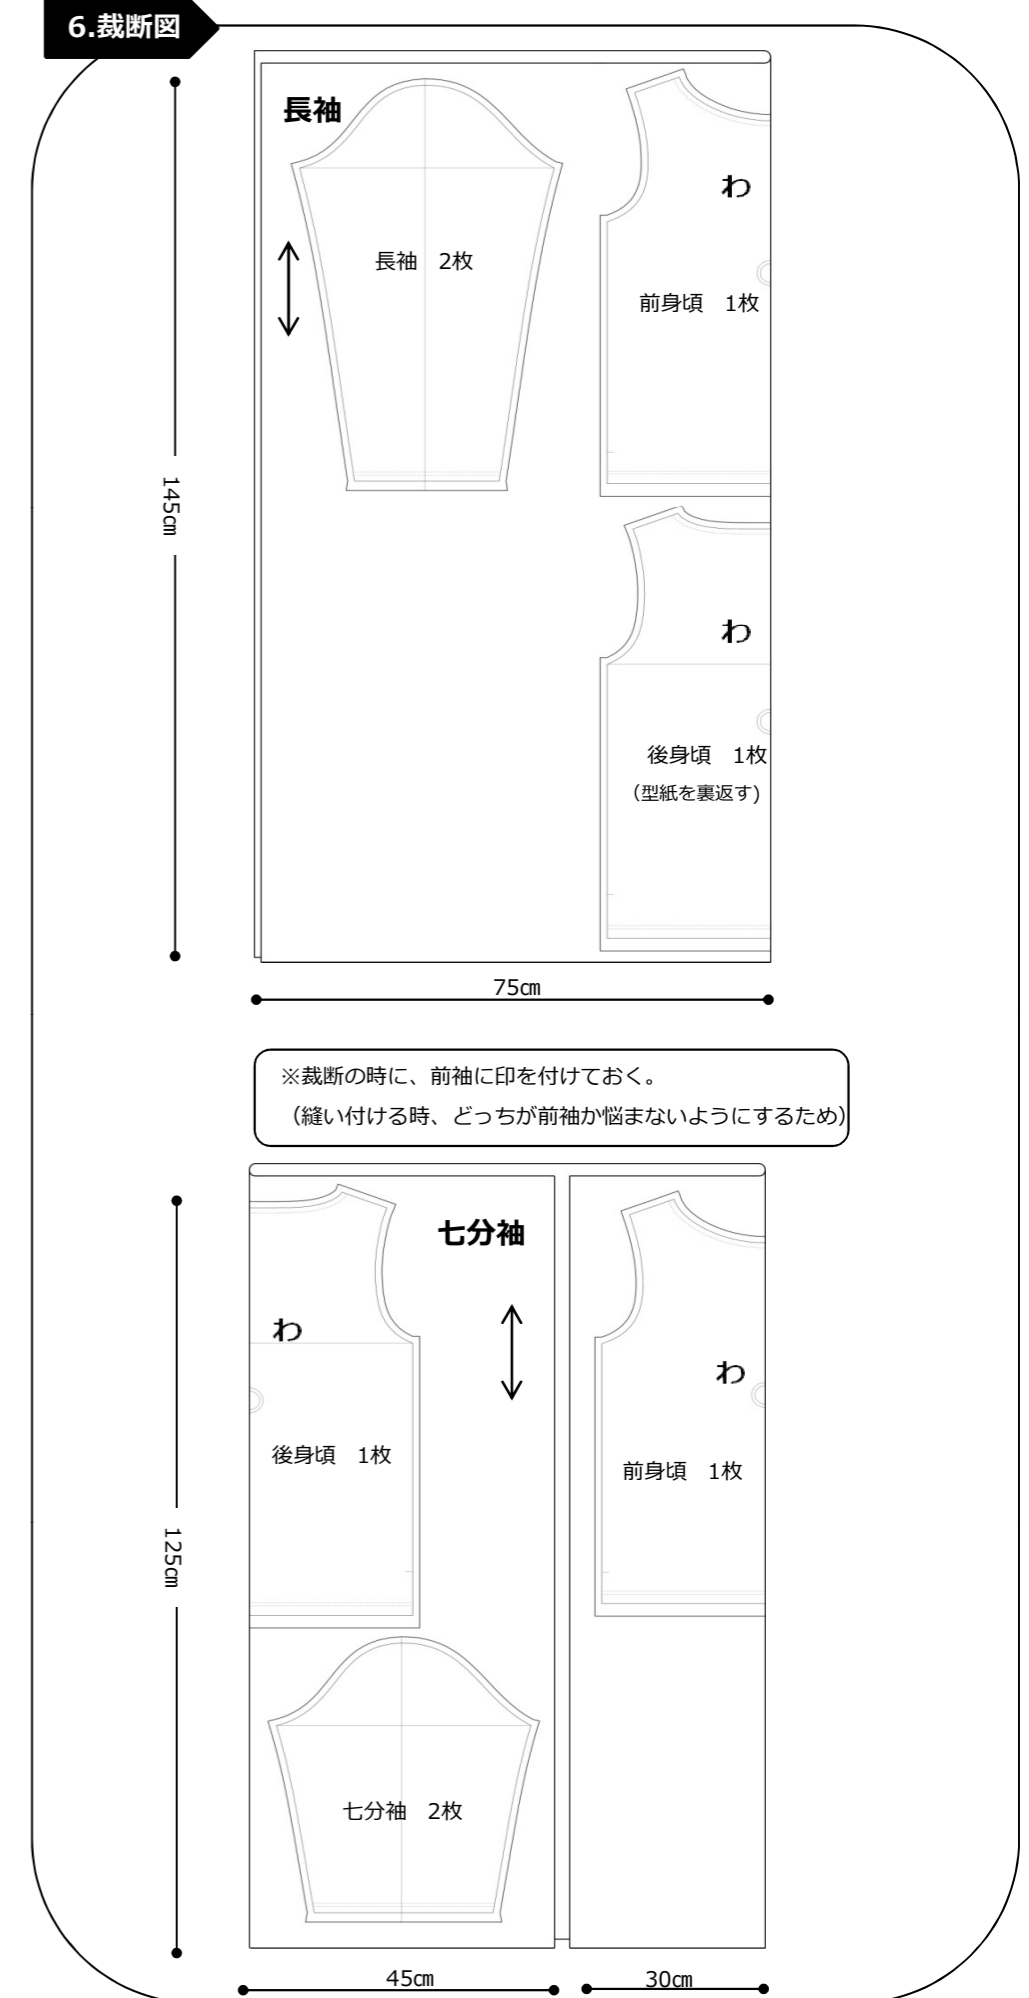 6.裁断図
長袖
わ
長袖　2枚
前身頃　1枚
145㎝
わ
後身頃　1枚
（型紙を裏返す)
75㎝
※裁断の時に、前袖に印を付けておく。
（縫い付ける時、どっちが前袖か悩まないようにするため）
七分袖
わ
わ
後身頃　1枚
前身頃　1枚
125㎝
七分袖　2枚
45㎝
30㎝